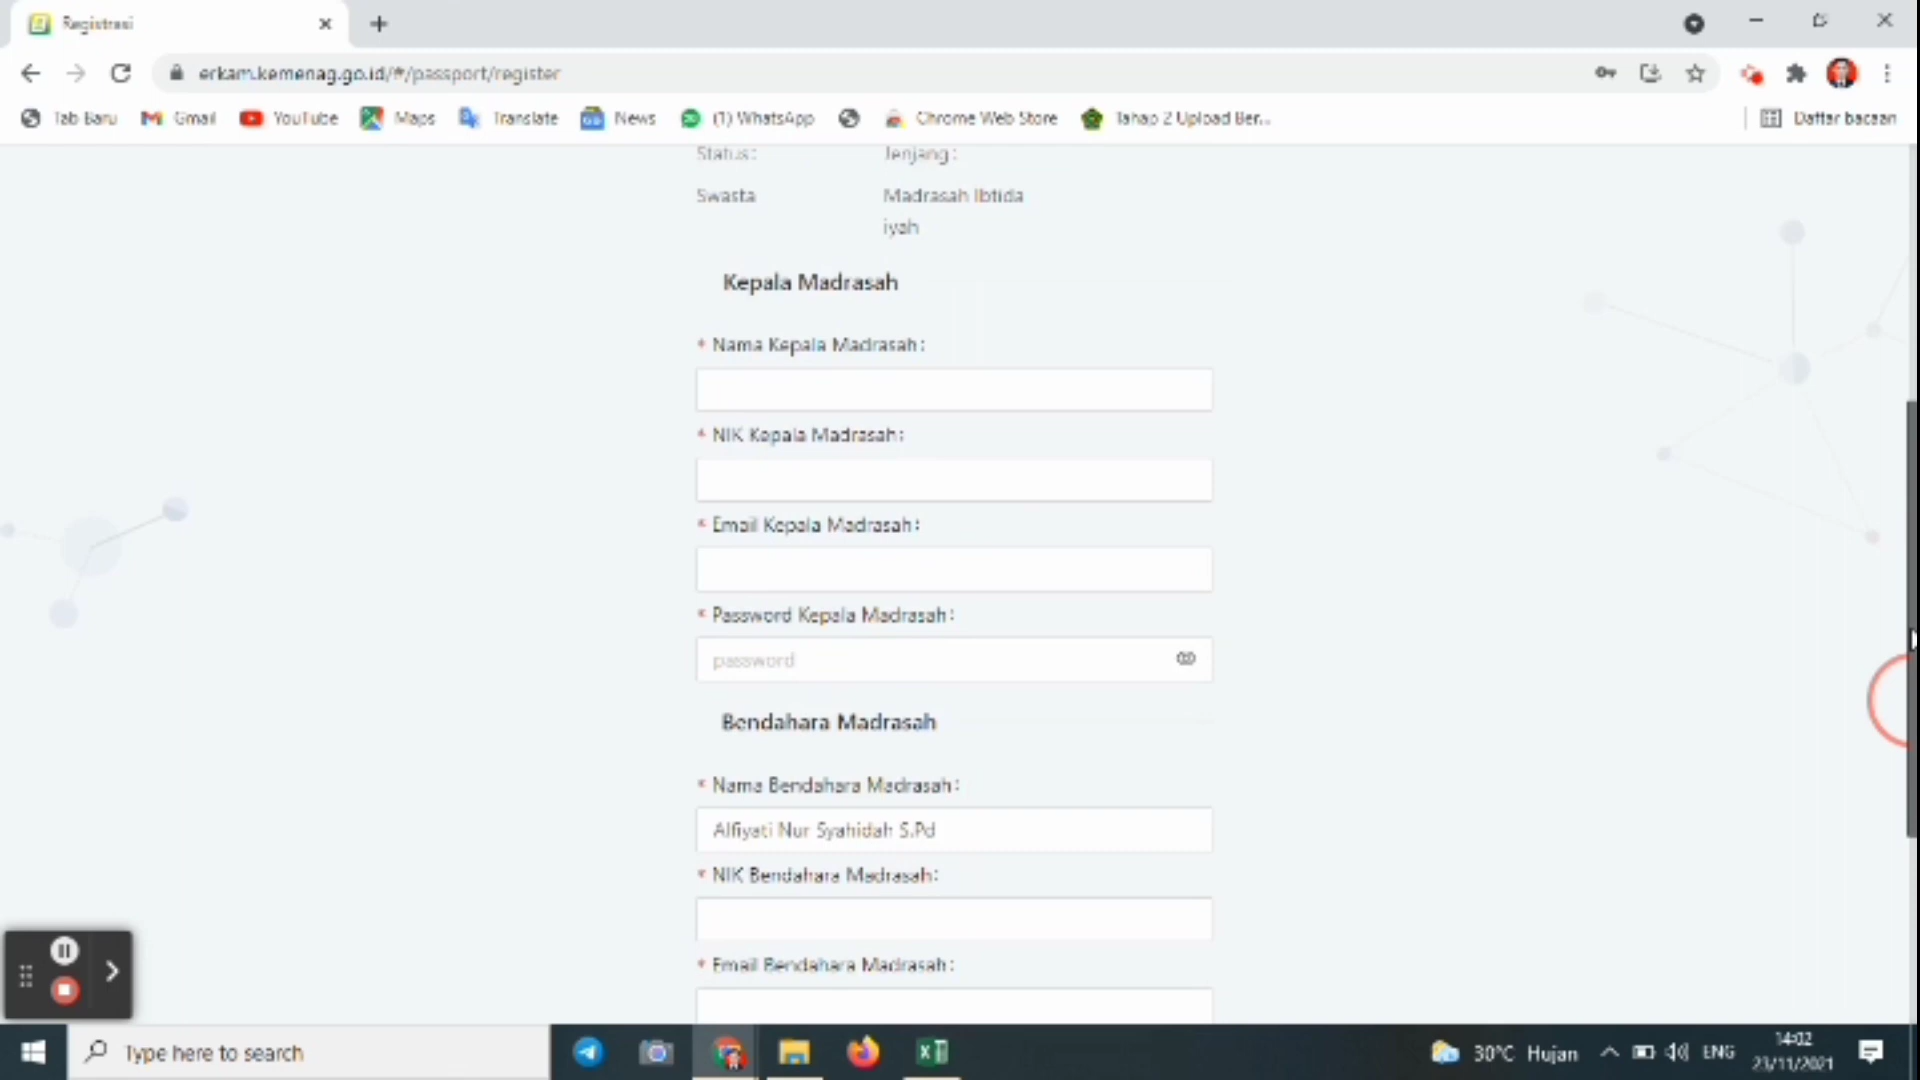 Registrasi
erkam.kemenag.go.id/#/passport/register
Tab Baru Gmail YouTube Maps Translate News (1) WhatsApp Chrome Web Store Tahap 2 Upload Ber... Daftar bacaan
Status: Jenjang:
Swasta Madrasah Ibtida
iyah
Kepala Madrasah
* Nama Kepala Madrasah:
* NIK Kepala Madrasah:
* Email Kepala Madrasah:
* Password Kepala Madrasah:
password
Bendahara Madrasah
* Nama Bendahara Madrasah:
Alfiyati Nur Syahidah S.Pd
* NIK Bendahara Madrasah:
* Email Bendahara Madrasah:
Type here to search
30°C Hujan ENG
14:02
23/11/2021